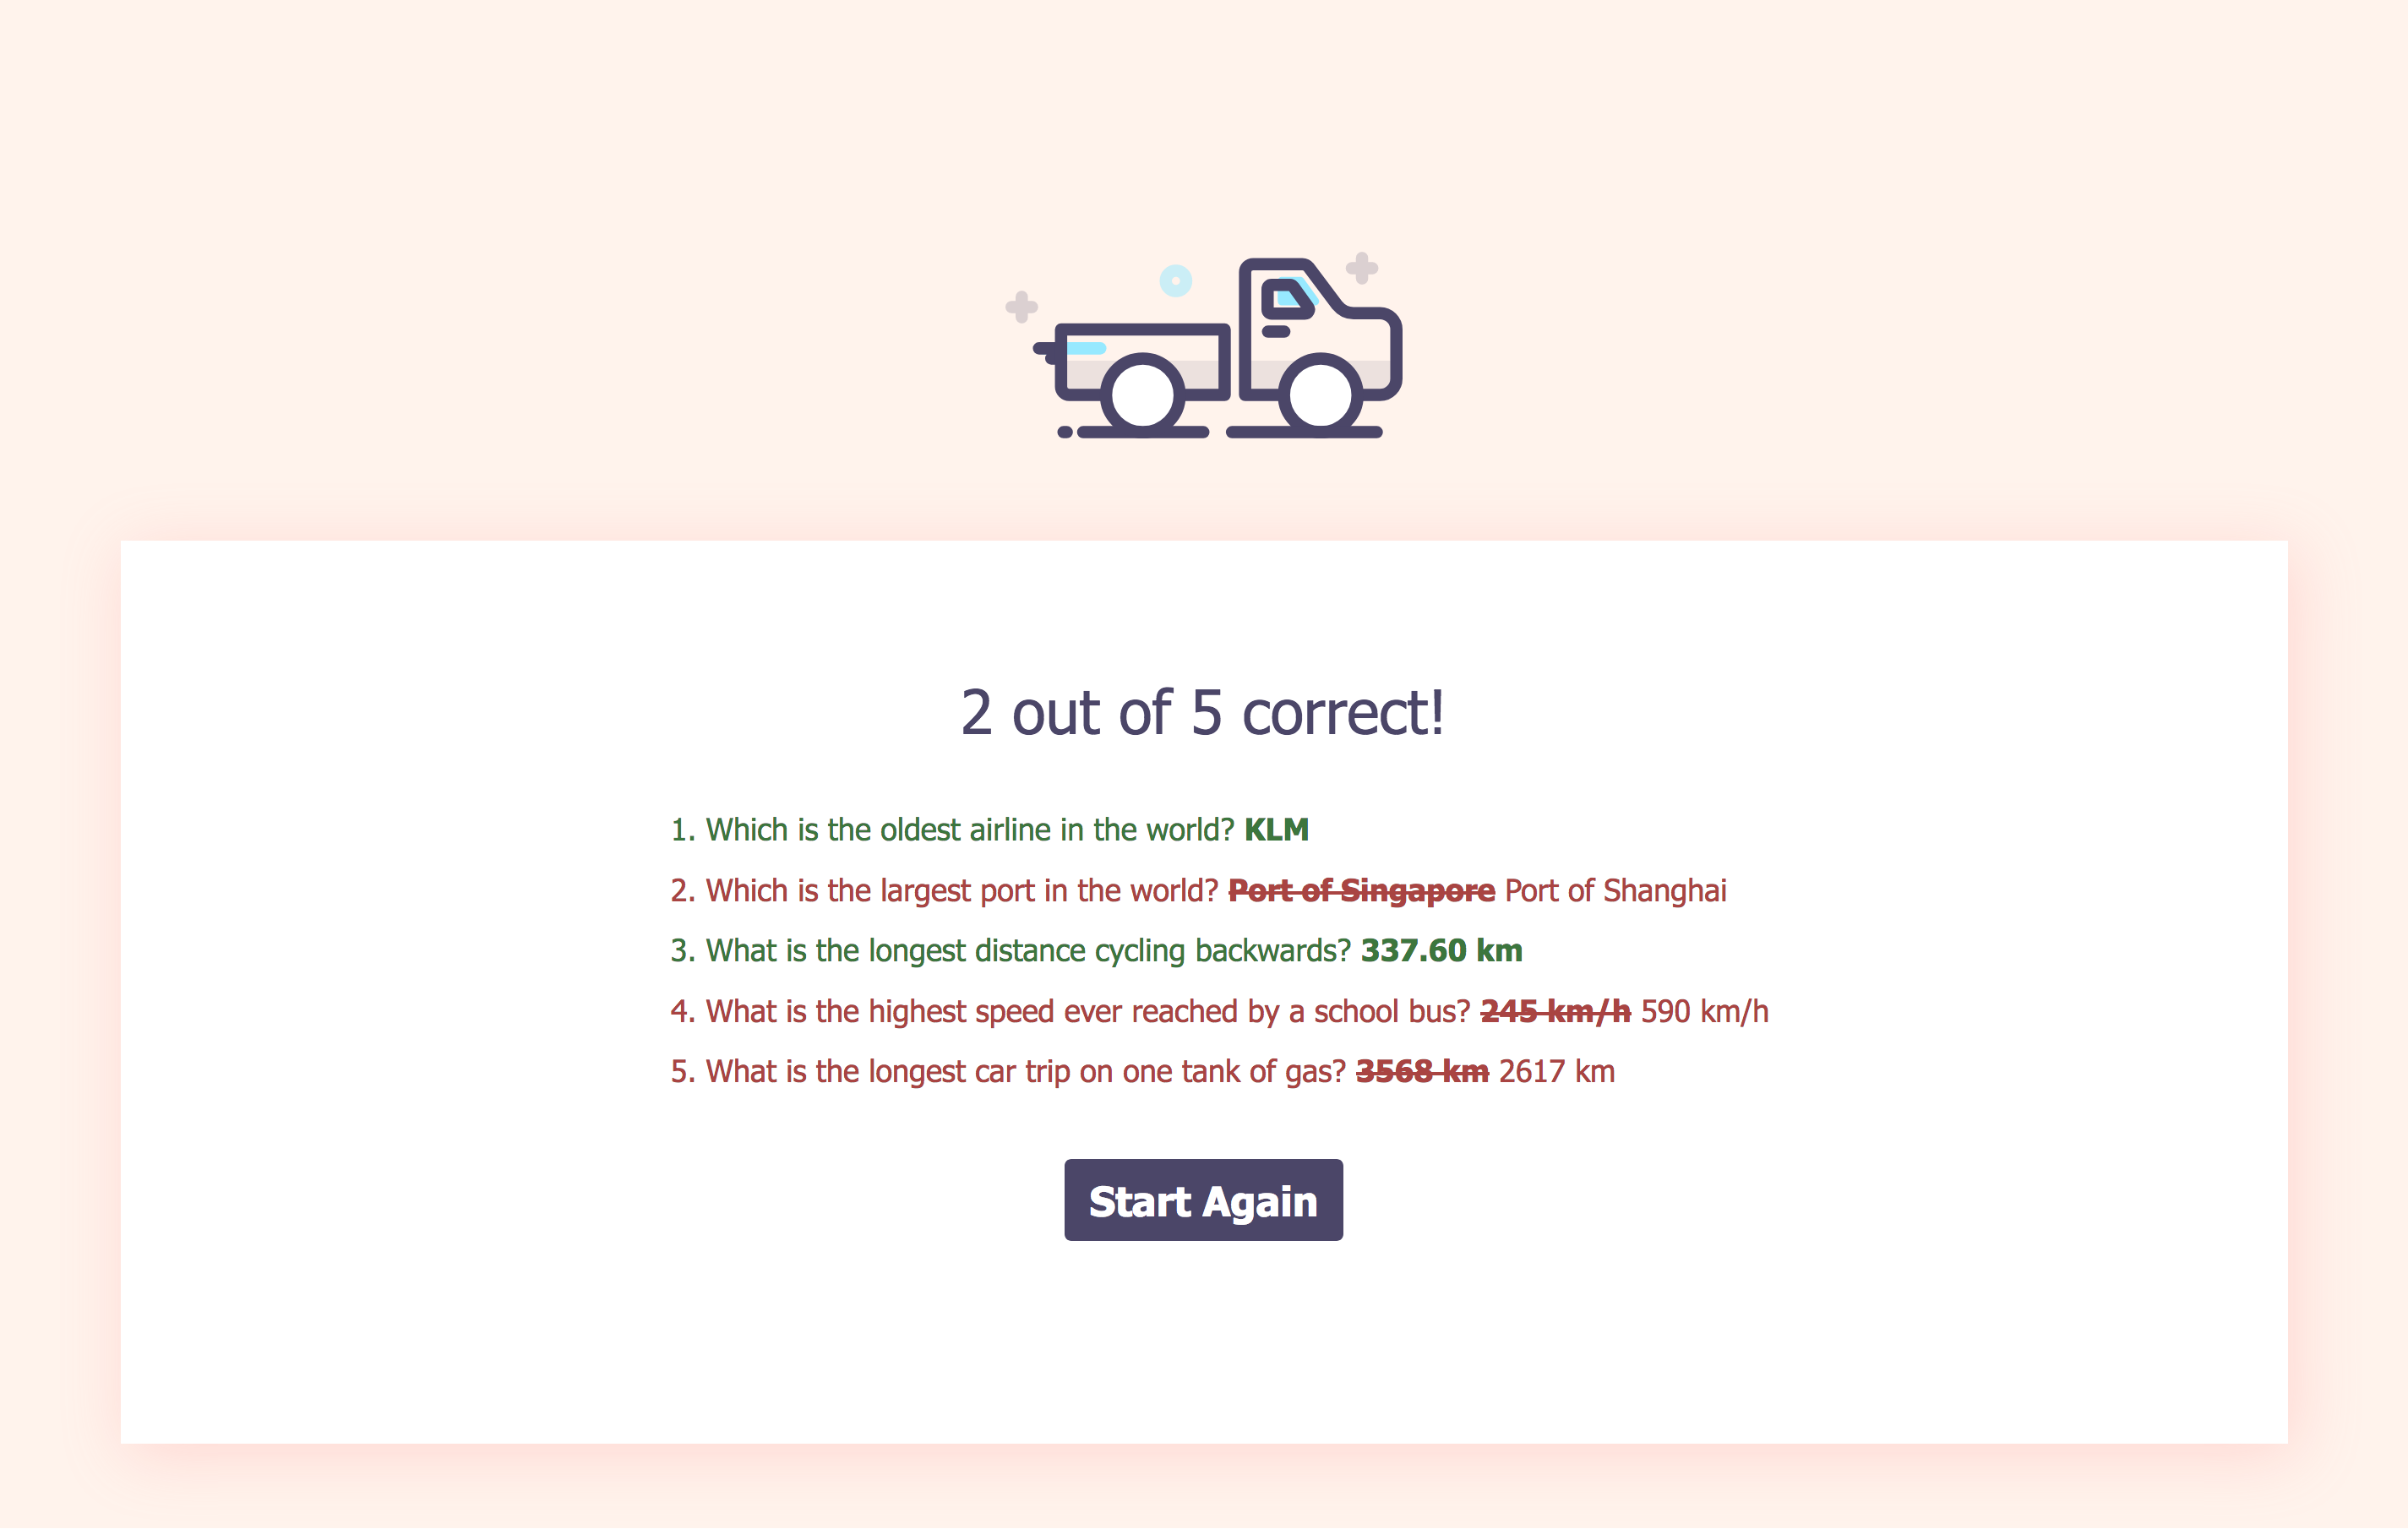 2 out of 5 correct!
1. Which is the oldest airline in the world? KLM
2. Which is the largest port in the world? Port of Singapore Port of Shanghai
3. What is the longest distance cycling backwards? 337.60 km
4. What is the highest speed ever reached by a school bus? 245 km/h 590 km/h
5. What is the longest car trip on one tank of gas? 3568 km 2617 km
Start Again